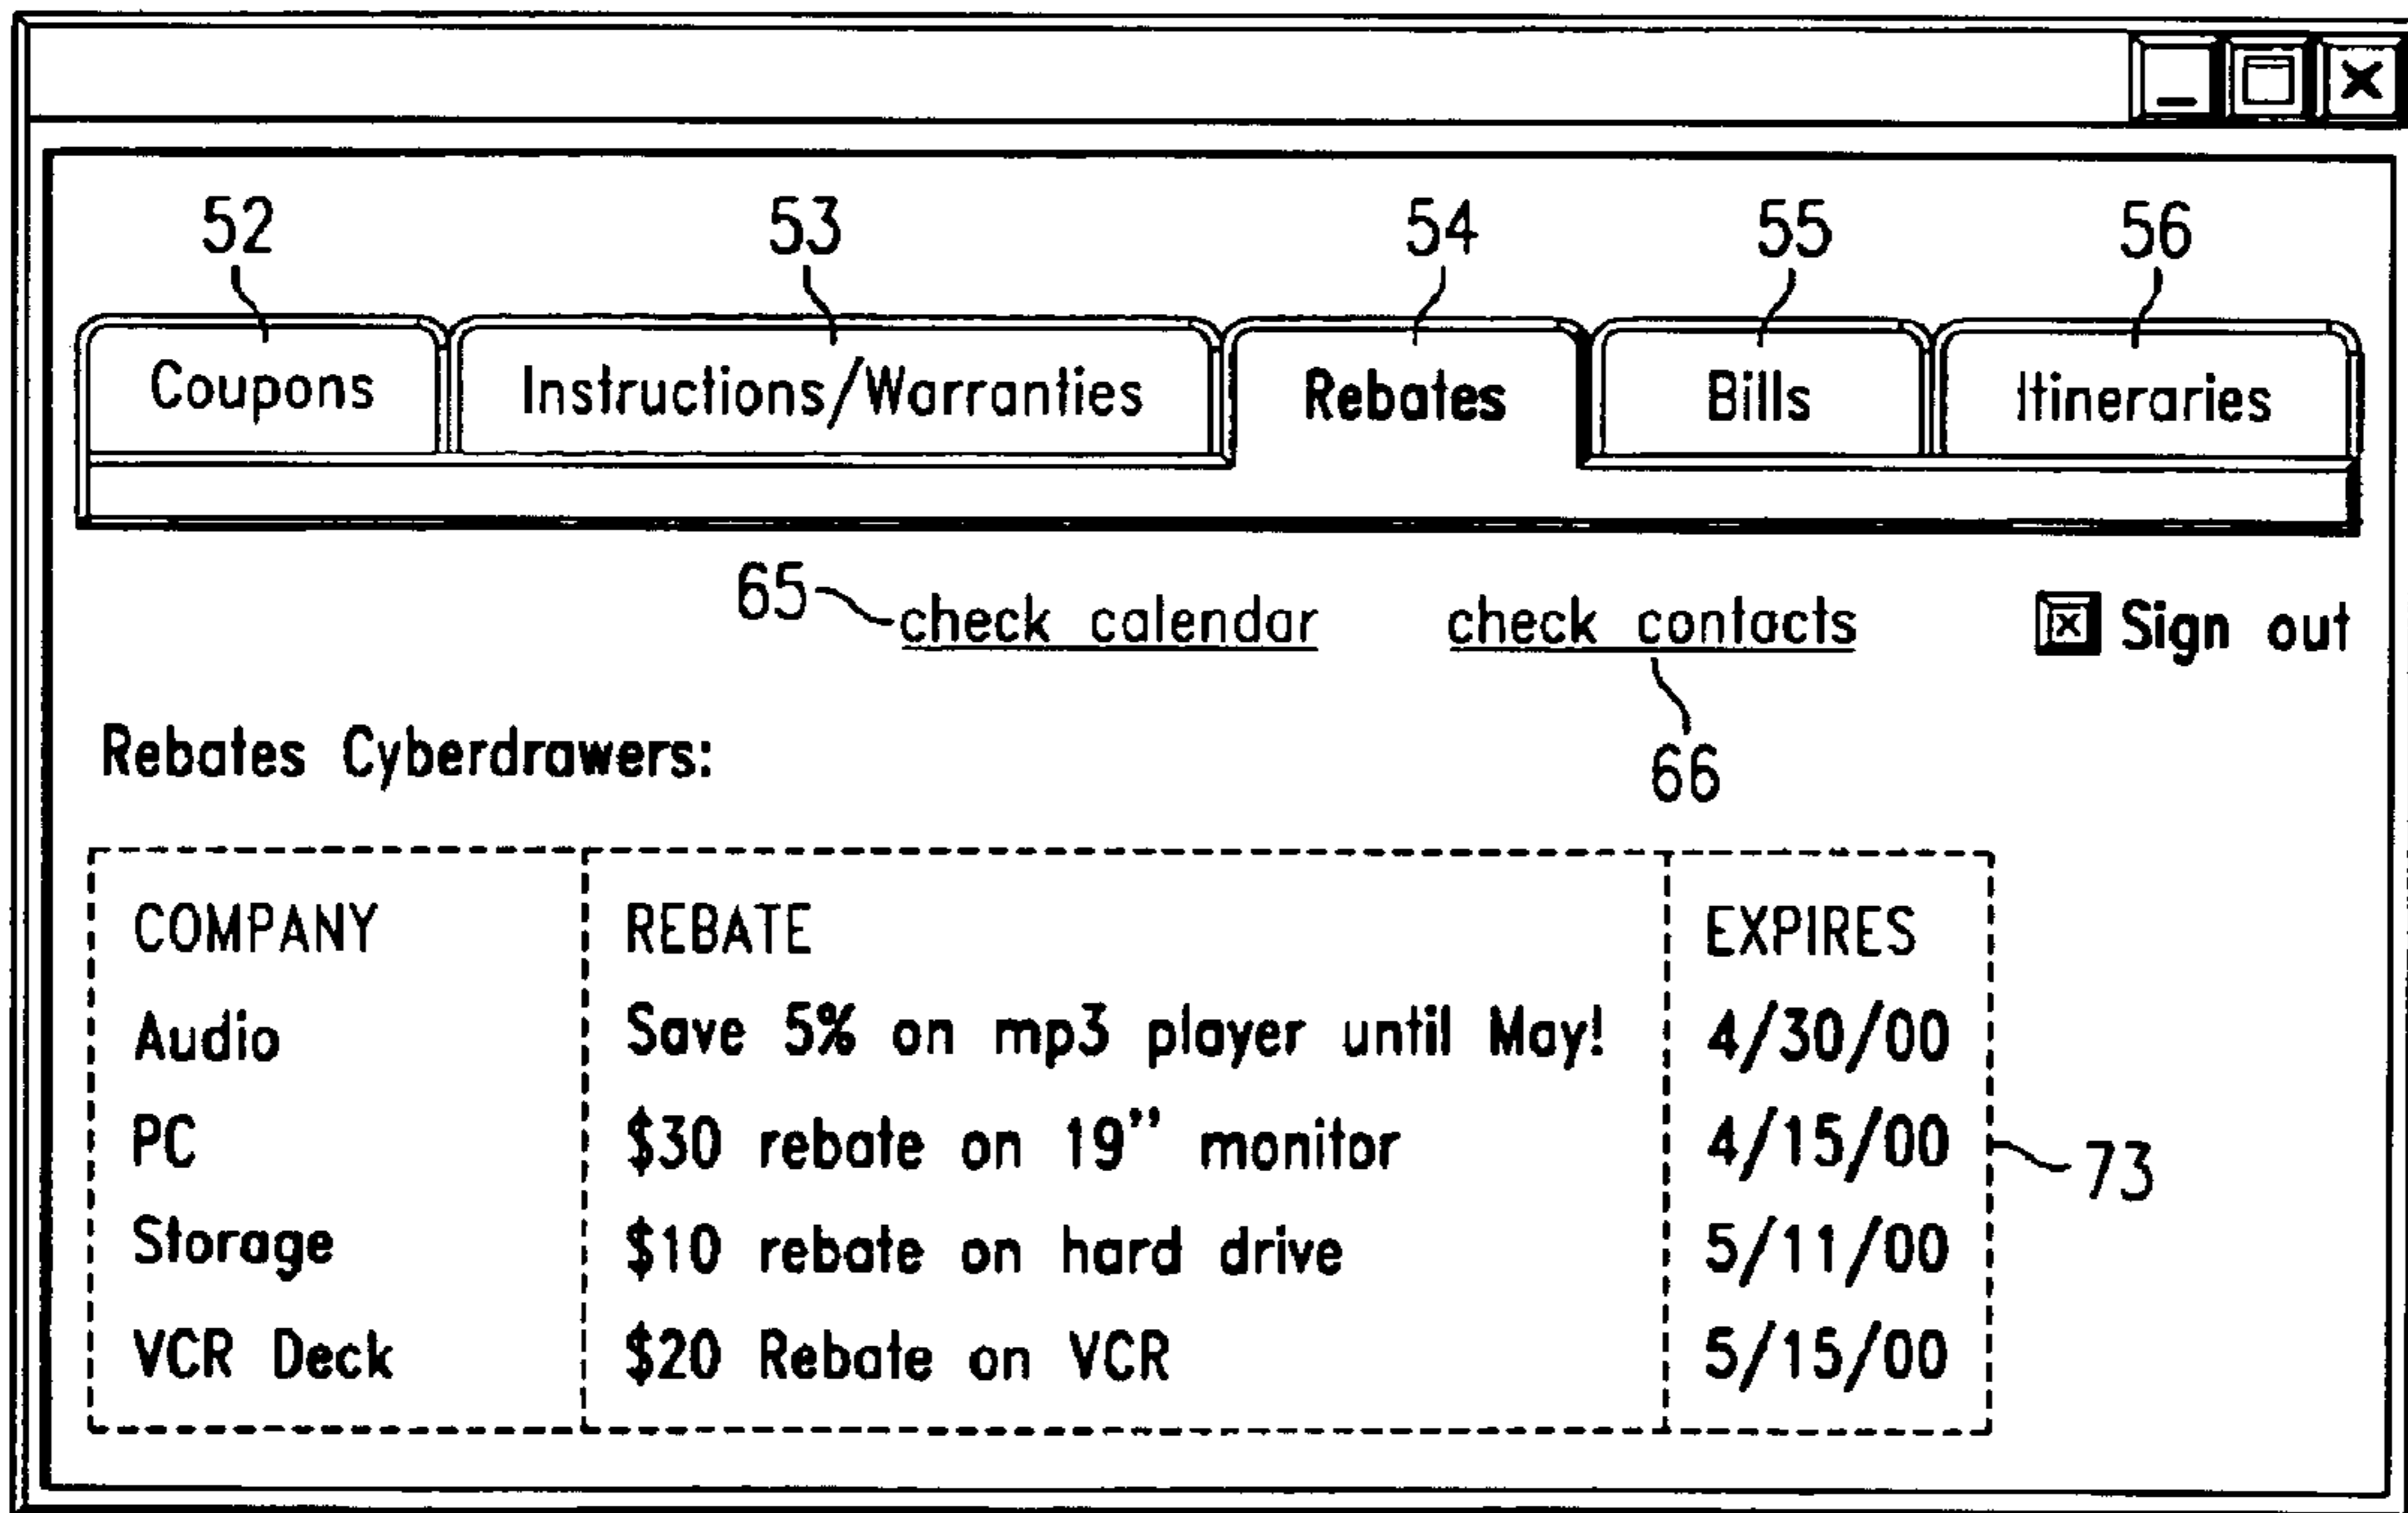 52 53 54 55 56
Coupons Instructions/Warranties Rebates Bills Itineraries
65 check calendar check contacts Sign out
66
Rebates Cyberdrawers:
COMPANY REBATE EXPIRES
Audio Save 5% on mp3 player until May! 4/30/00
PC $30 rebate on 19" monitor 4/15/00
73
Storage $10 rebate on hard drive 5/11/00
VCR Deck $20 Rebate on VCR 5/15/00